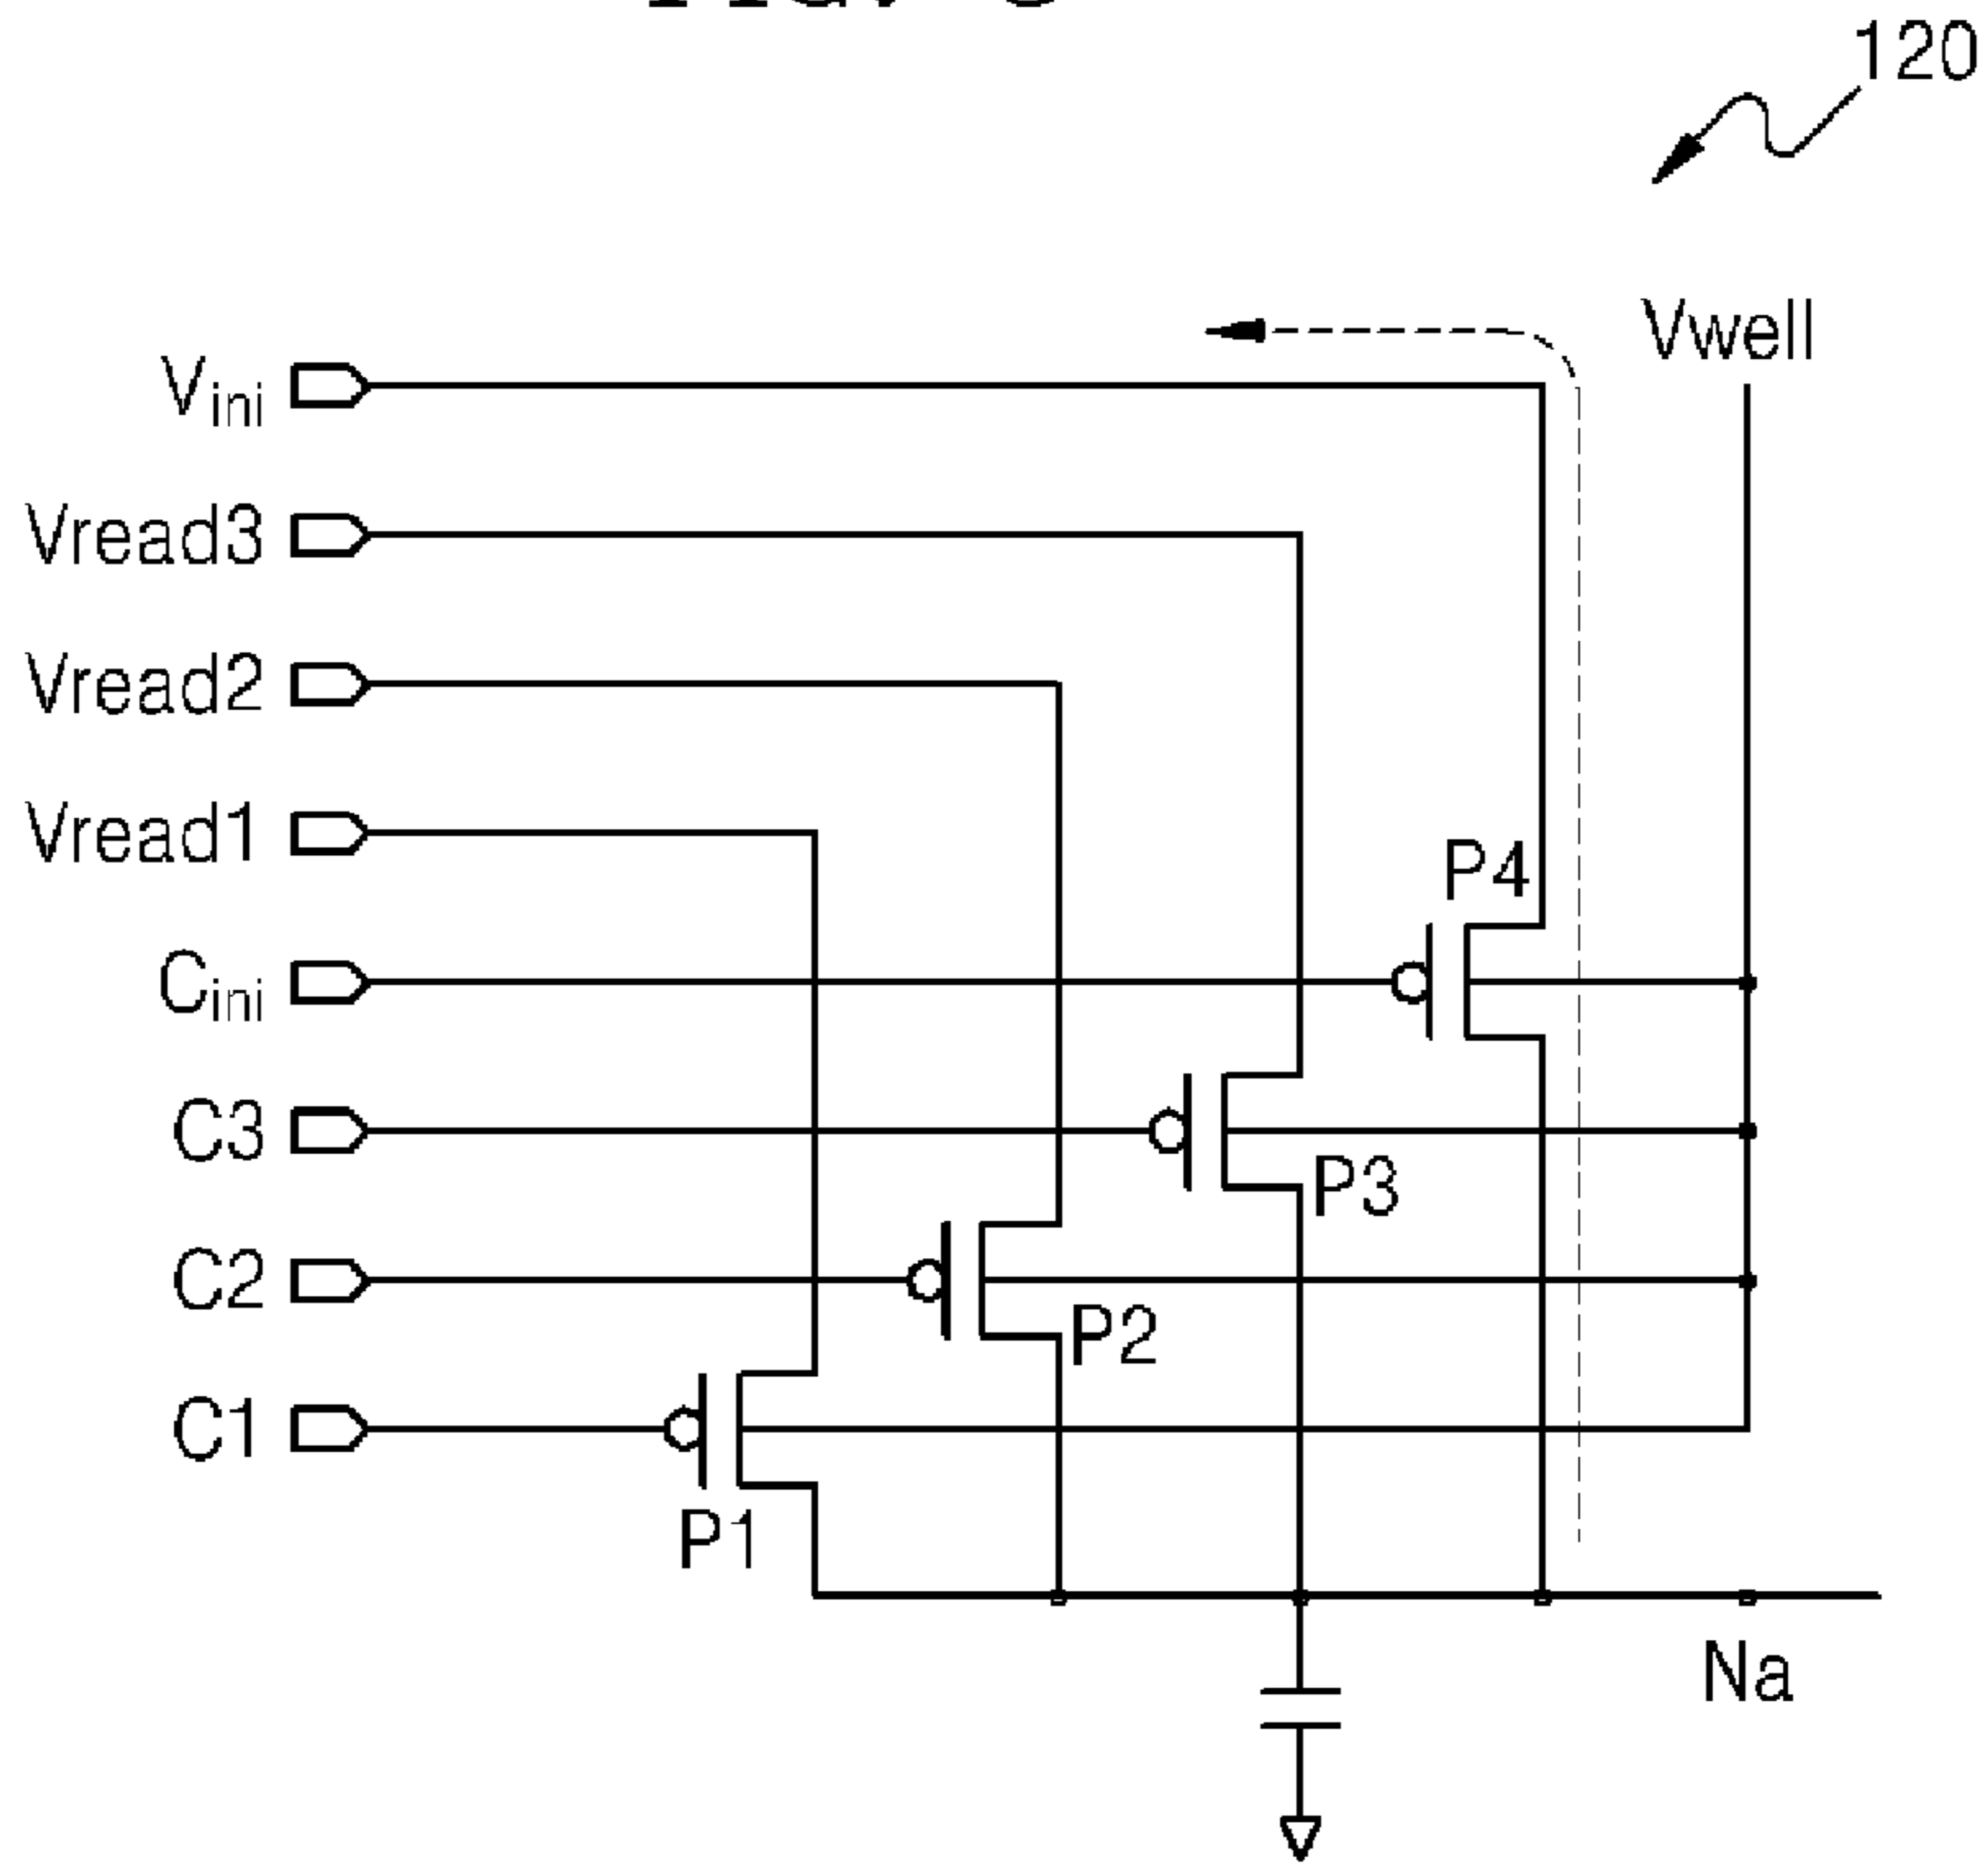 120
Vwell
Vini
Vread3
Vread2
Vread1
P4
Cini
C3
P3
C2
P2
C1
P1
Na